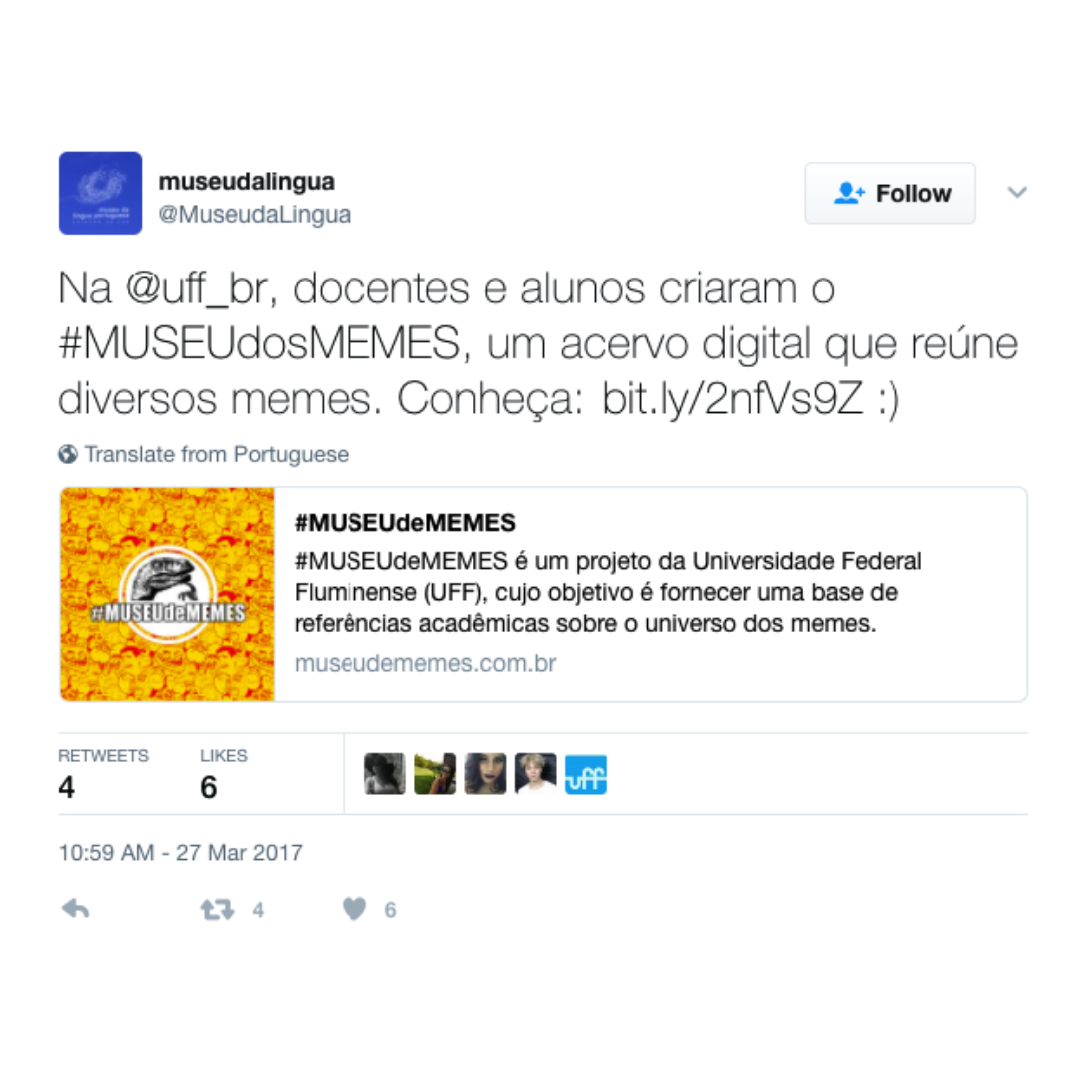 museudalingua
@MuseudaLingua
Follow
Na @uff_br, docentes e alunos criaram o
#MUSEUdosMEMES, um acervo digital que reúne
diversos memes. Conheça: bit.ly/2nfVs9Z :)
Translate from Portuguese
#MUSEUdeMEMES
#MUSEUdeMEMES
#MUSEUdeMEMES é um projeto da Universidade Federal
Fluminense (UFF), cujo objetivo é fornecer uma base de
referências acadêmicas sobre o universo dos memes.
museudememes.com.br
RETWEETS LIKES
4 6
uff
10:59 AM - 27 Mar 2017
4 6